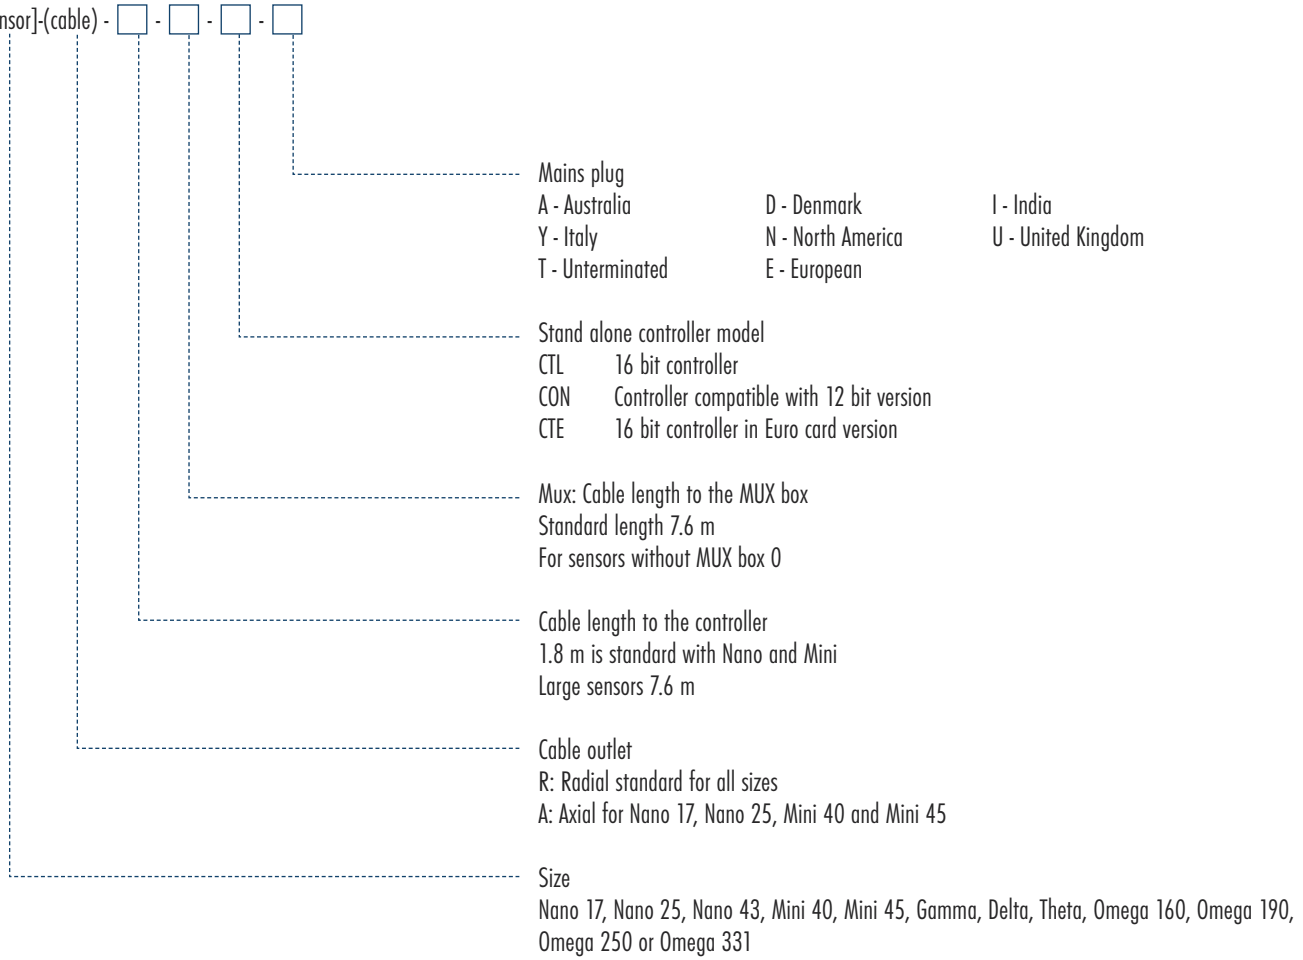 nsor]-(cable) - - - -
Mains plug
A - Australia D - Denmark I - India
Y - Italy N - North America U - United Kingdom
T - Unterminated E - European
Stand alone controller model
CTL 16 bit controller
CON Controller compatible with 12 bit version
CTE 16 bit controller in Euro card version
Mux: Cable length to the MUX box
Standard length 7.6 m
For sensors without MUX box 0
Cable length to the controller
1.8 m is standard with Nano and Mini
Large sensors 7.6 m
Cable outlet
R: Radial standard for all sizes
A: Axial for Nano 17, Nano 25, Mini 40 and Mini 45
Size
Nano 17, Nano 25, Nano 43, Mini 40, Mini 45, Gamma, Delta, Theta, Omega 160, Omega 190,
Omega 250 or Omega 331